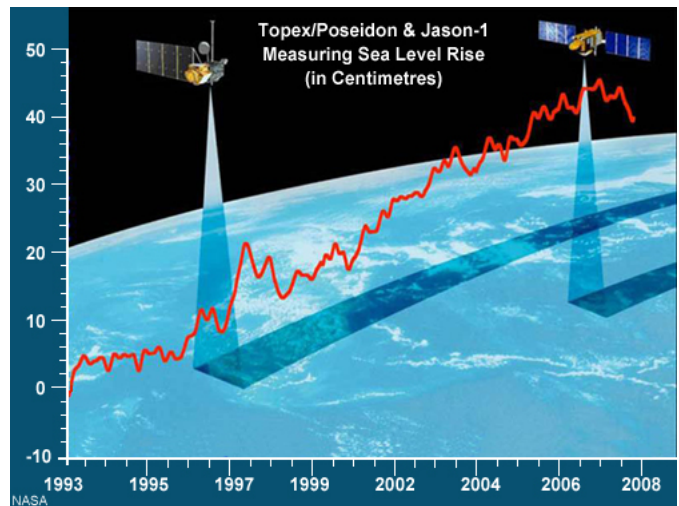 Topex/Poseidon & Jason-1
Measuring Sea Level Rise
(in Centimetres)
50
40
30
20
10
0
-10
1993 1995 1997 1999 2002 2004 2006 2008
NASA